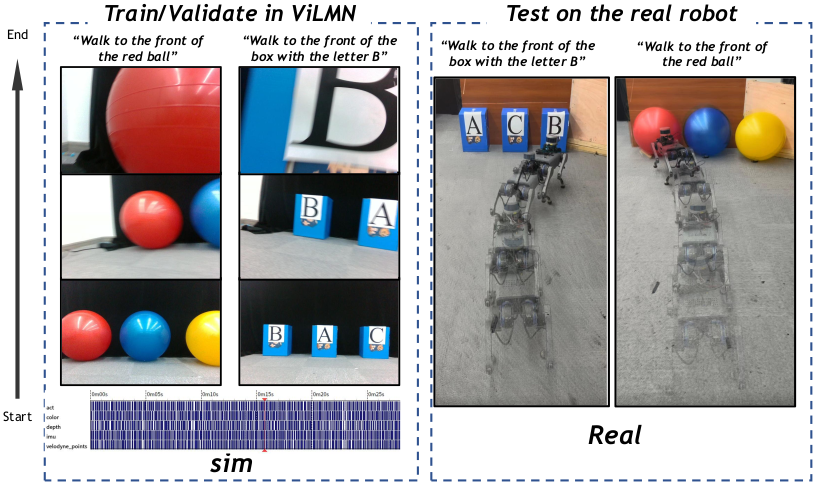 Train/Validate in ViLMN
Test on the real robot
End
Start
“Walk to the front of
the red ball”
“Walk to the front of the
box with the letter B”
B
B
A
B
A
C
0m00s
0m05s
0m10s
0m15s
0m20s
0m25s
act
color
depth
imu
velodyne_points
sim
“Walk to the front of the
box with the letter B”
“Walk to the front of
the red ball”
A
C
B
Real